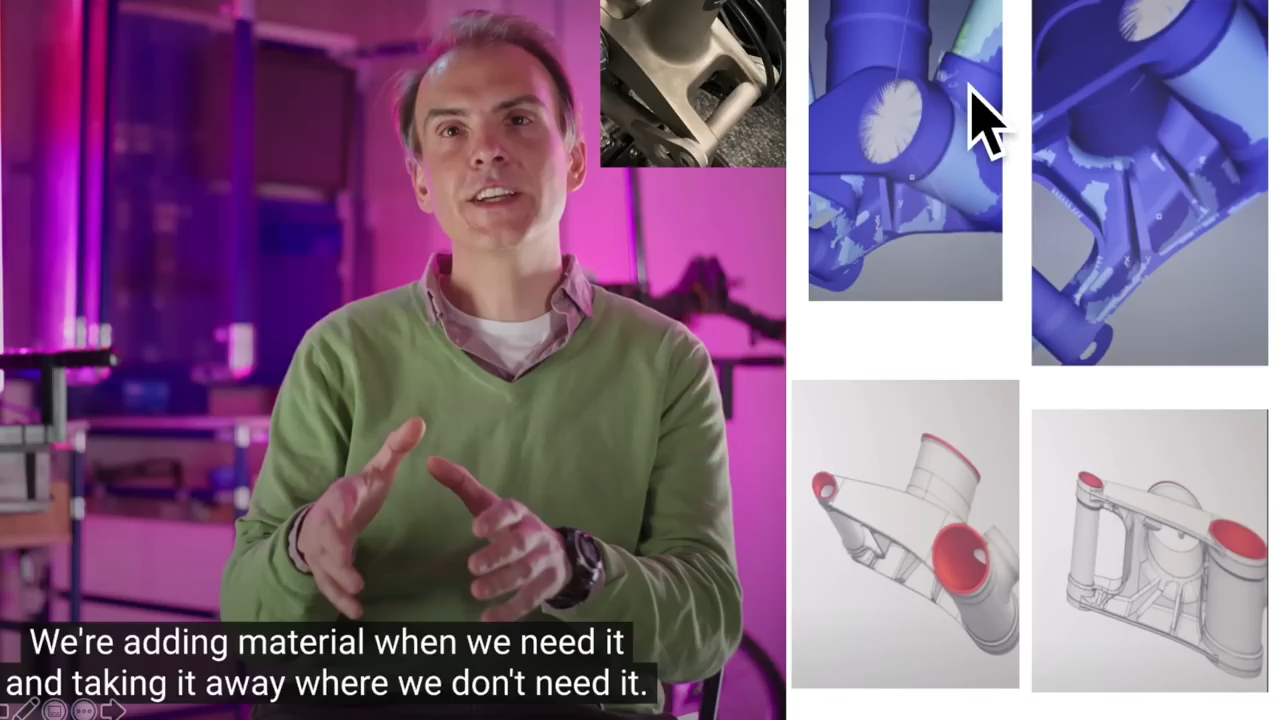 We're adding material when we need it
and taking it away where we don't need it.